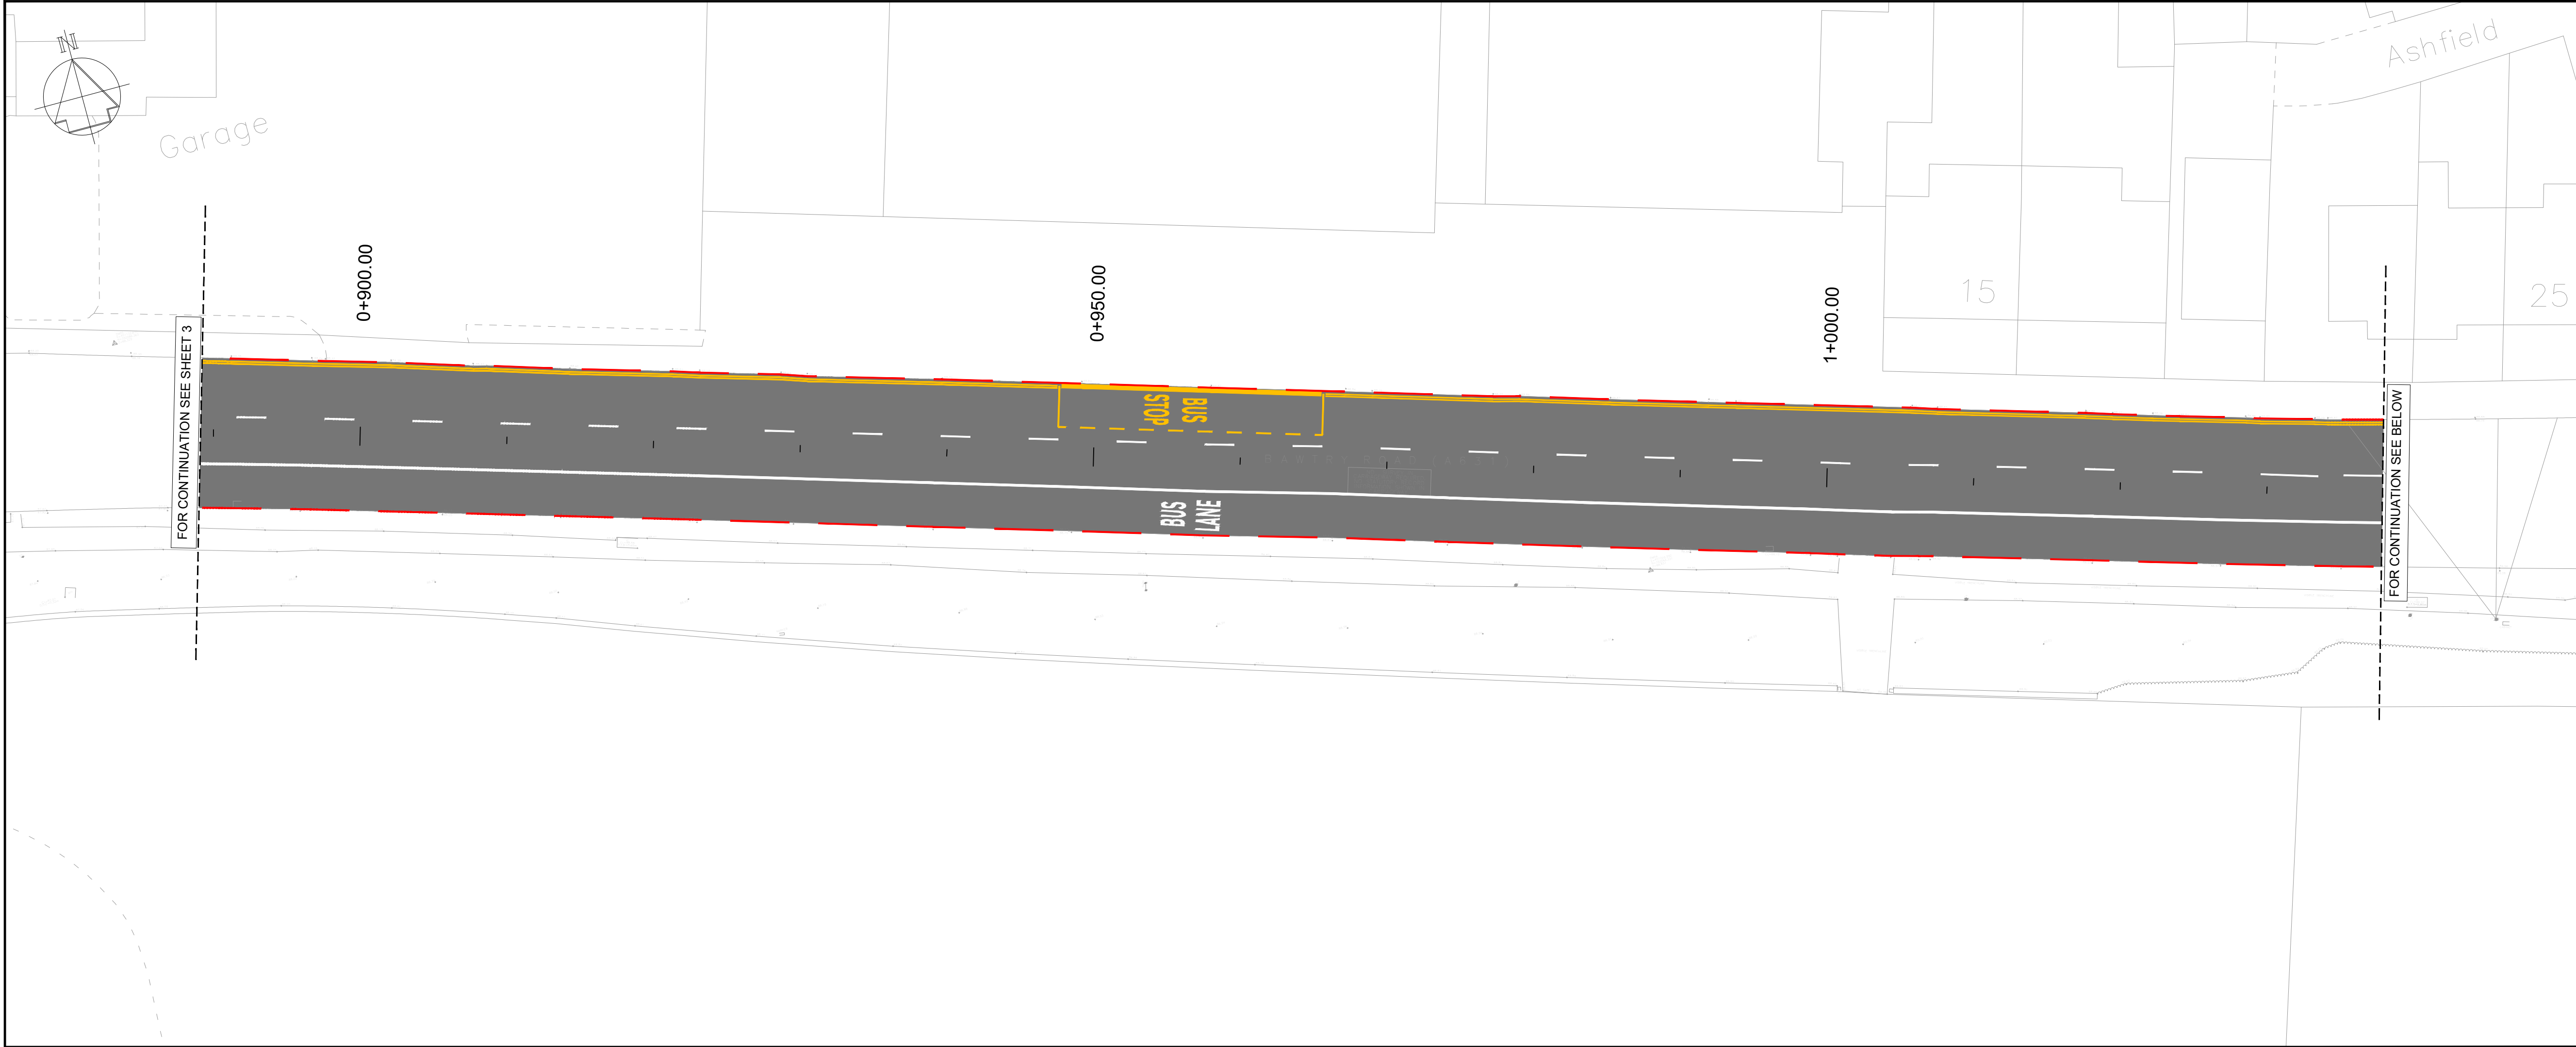 N
Garage
Ashfield
15
25
0+900.00
0+950.00
1+000.00
FOR CONTINUATION SEE SHEET 3
BUS
STOP
BUS
LANE
FOR CONTINUATION SEE BELOW